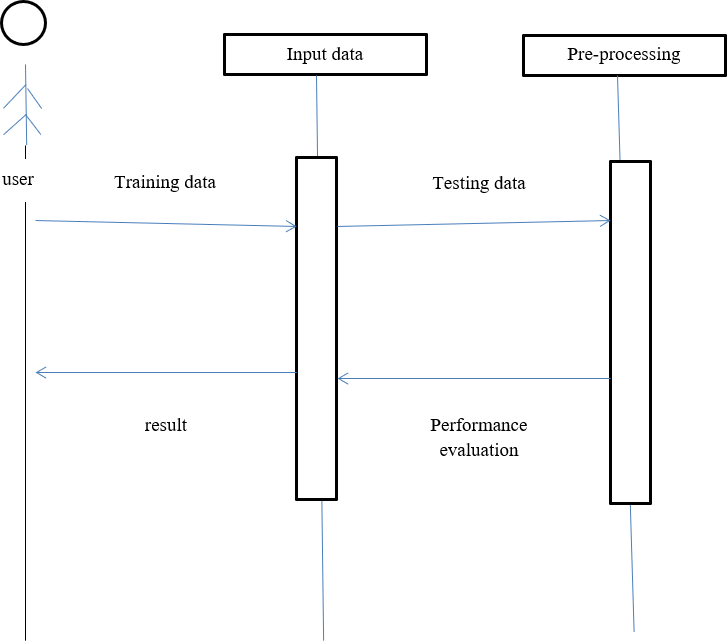 Input data
Pre-processing
user
Training data
Testing data
result
Performance
evaluation